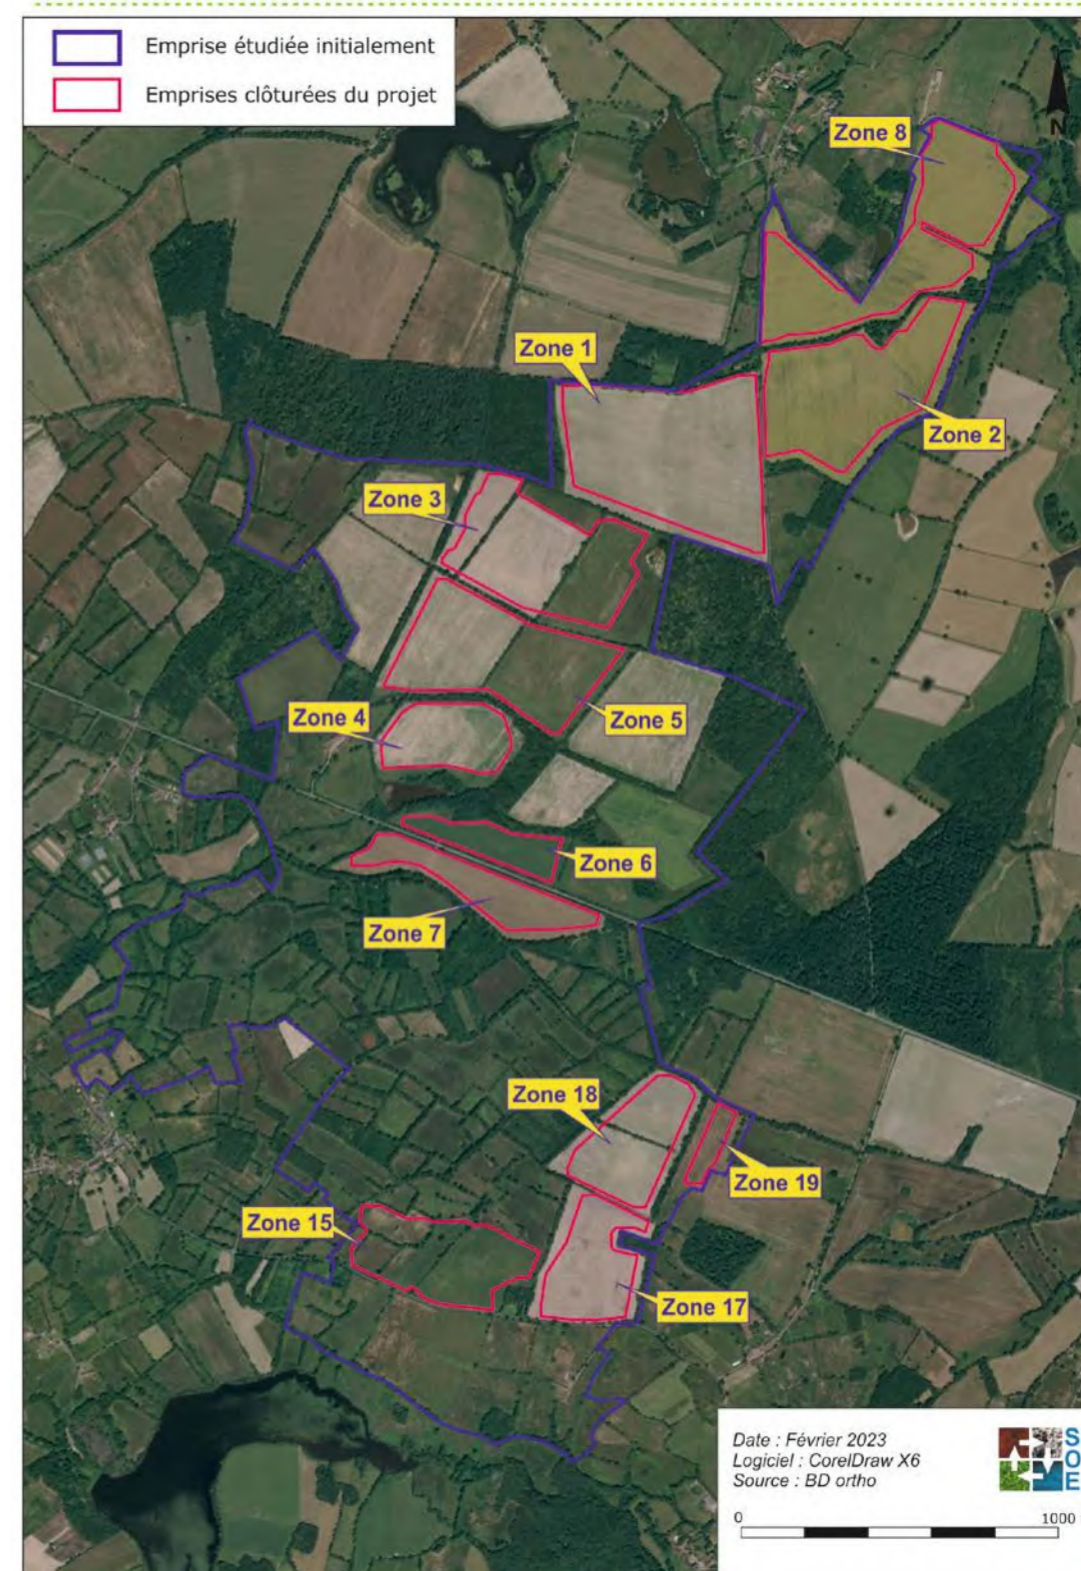 Emprise étudiée initialement
Emprises clôturées du projet
N
Zone 8
Zone 1
Zone 2
Zone 3
Zone 4
Zone 5
Zone 6
Zone 7
Zone 18
Zone 19
Zone 15
Zone 17
Date : Février 2023
Logiciel : CorelDraw X6
Source : BD ortho
SOE
0 1000